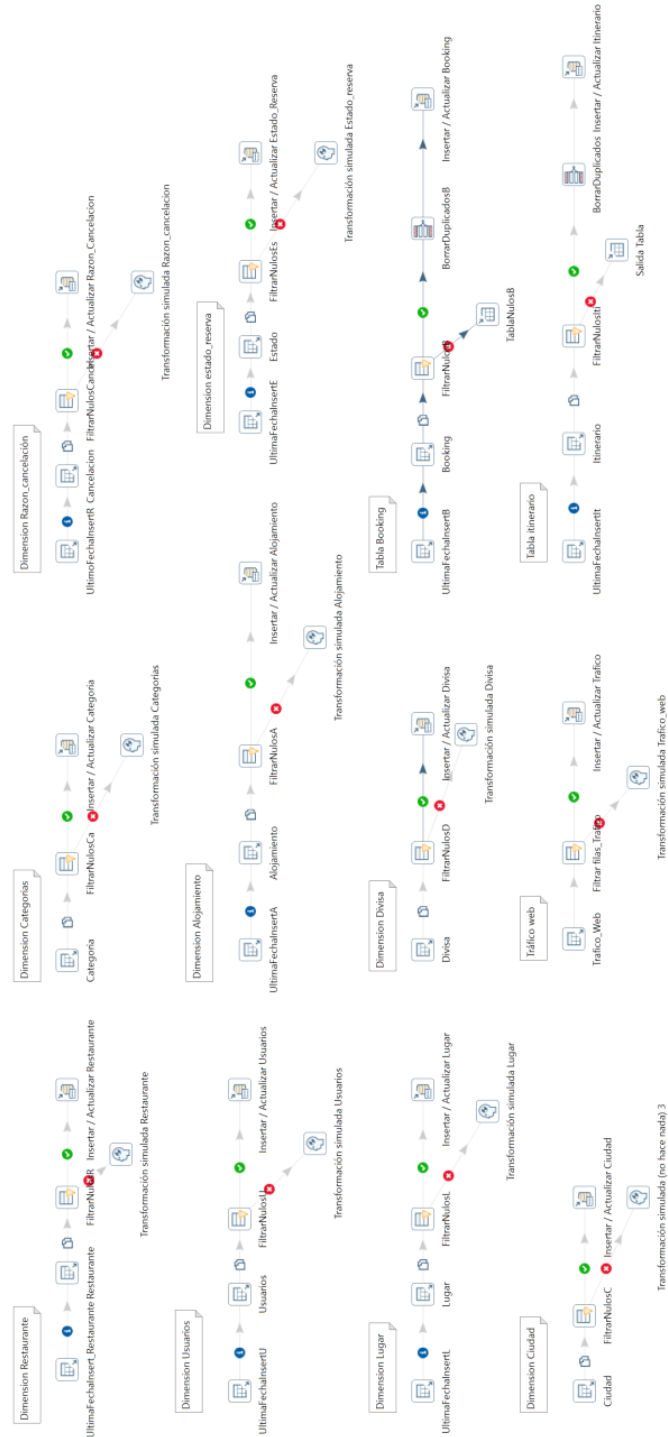 Dimension Restaurante
UltimaFechaInsert_Restaurante
Restaurante
FiltrarNulosR
Insertar / Actualizar Restaurante
Transformación simulada Restaurante
Dimension Categorias
Categoria
FiltrarNulosCa
Insertar / Actualizar Categoria
Transformación simulada Categorias
Dimension Razon_cancelación
UltimoFechaInsertR
Cancelacion
FiltrarNulosCancel
Insertar / Actualizar Razon_Cancelacion
Transformación simulada Razon_cancelacion
Dimension Usuarios
UltimaFechaInsertU
Usuarios
FiltrarNulosU
Insertar / Actualizar Usuarios
Transformación simulada Usuarios
Dimension Alojamiento
UltimaFechaInsertA
Alojamiento
FiltrarNulosA
Insertar / Actualizar Alojamiento
Transformación simulada Alojamiento
Dimension estado_reserva
UltimaFechaInsertE
Estado
FiltrarNulosEs
Insertar / Actualizar Estado_Reserva
Transformación simulada Estado_reserva
Dimension Lugar
UltimaFechaInsertL
Lugar
FiltrarNulosL
Insertar / Actualizar Lugar
Transformación simulada Lugar
Dimension Divisa
Divisa
FiltrarNulosD
Insertar / Actualizar Divisa
Transformación simulada Divisa
Tabla Booking
UltimaFechaInsertB
Booking
FiltrarNulosB
BorrarDuplicadosB
Insertar / Actualizar Booking
TablaNulosB
Dimension Ciudad
Ciudad
FiltrarNulosC
Insertar / Actualizar Ciudad
Transformación simulada (no hace nada) 3
Tráfico web
Trafico_Web
Filtrar filas_Trafico
Insertar / Actualizar Trafico
Transformación simulada Trafico_web
Tabla itinerario
UltimaFechaInsertIt
Itinerario
FiltrarNulosIti
BorrarDuplicados
Insertar / Actualizar Itinerario
Salida Tabla